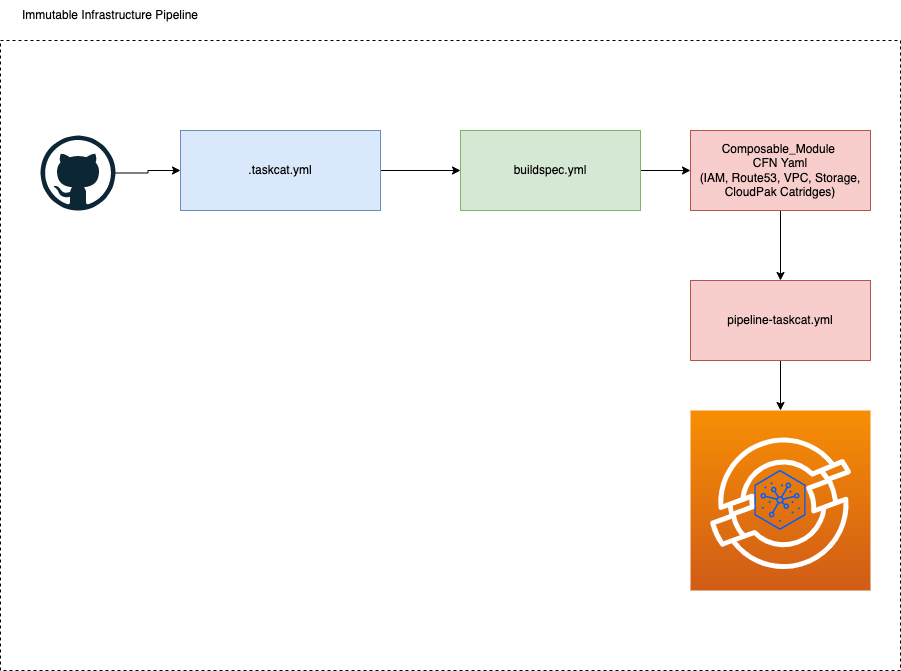 Immutable Infrastructure Pipeline
.taskcat.yml
buildspec.yml
Composable_Module
CFN Yaml
(IAM, Route53, VPC, Storage,
CloudPak Catridges)
pipeline-taskcat.yml